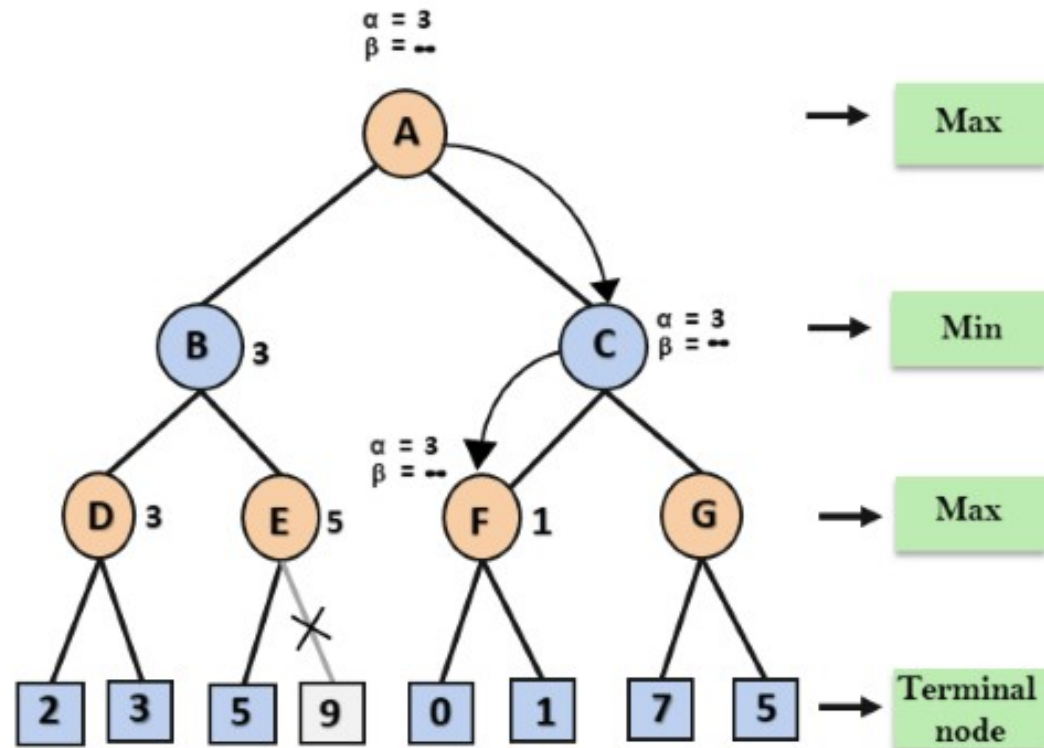 α = 3
β = ∞
A
Max
B
3
C
α = 3
β = ∞
Min
α = 3
β = ∞
D
3
E
5
F
1
G
Max
2
3
5
9
0
1
7
5
Terminal
node